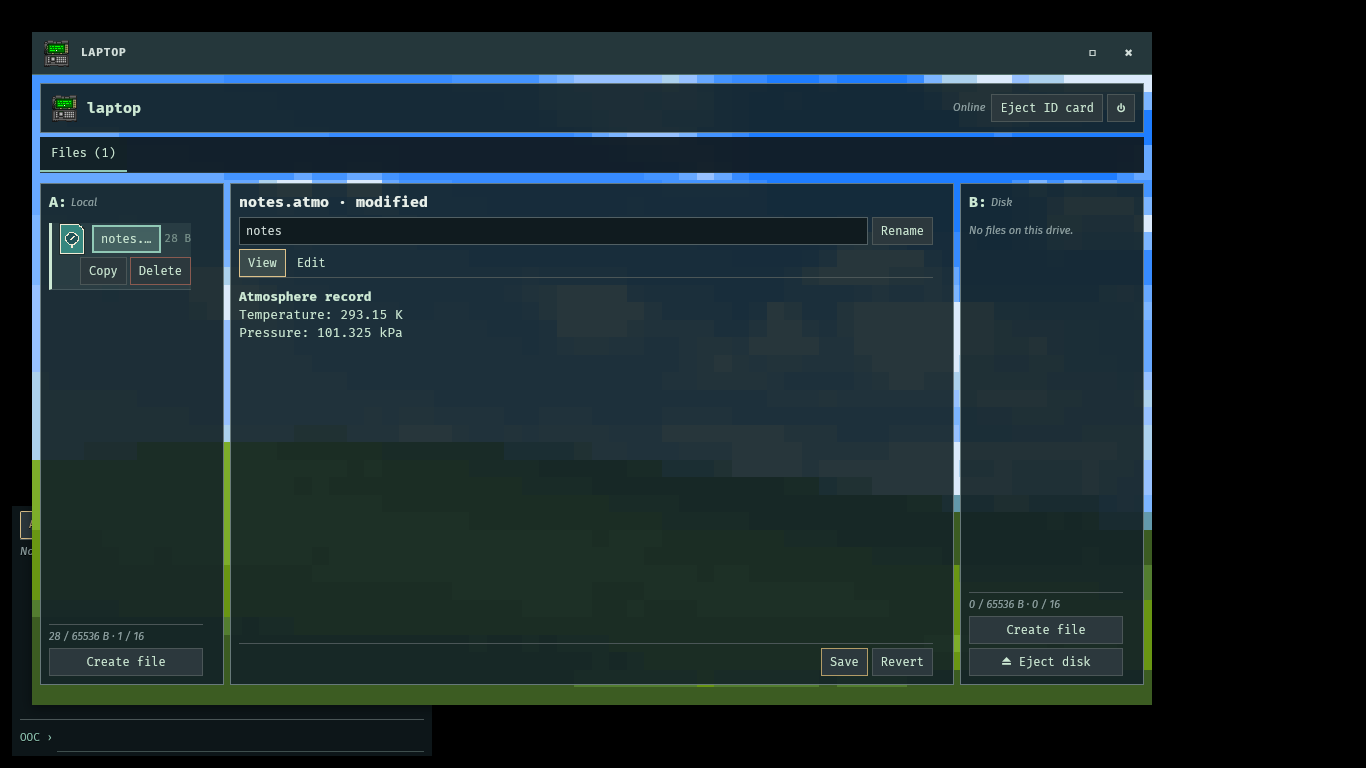 LAPTOP
laptop
Online
Eject ID card
Files (1)
A: Local
notes.…
28 B
Copy
Delete
28 / 65536 B · 1 / 16
Create file
notes.atmo · modified
notes
Rename
View
Edit
Atmosphere record
Temperature: 293.15 K
Pressure: 101.325 kPa
Save
Revert
B: Disk
No files on this drive.
0 / 65536 B · 0 / 16
Create file
Eject disk
No
OOC ›